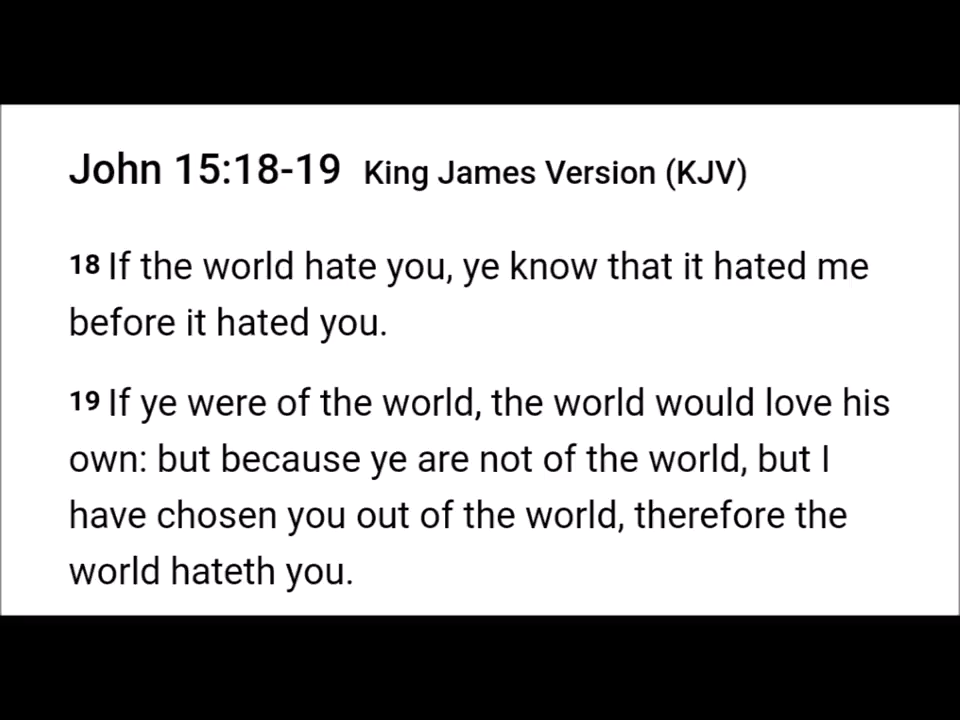 John 15:18-19 King James Version (KJV)
18 If the world hate you, ye know that it hated me
before it hated you.
19 If ye were of the world, the world would love his
own: but because ye are not of the world, but I
have chosen you out of the world, therefore the
world hateth you.